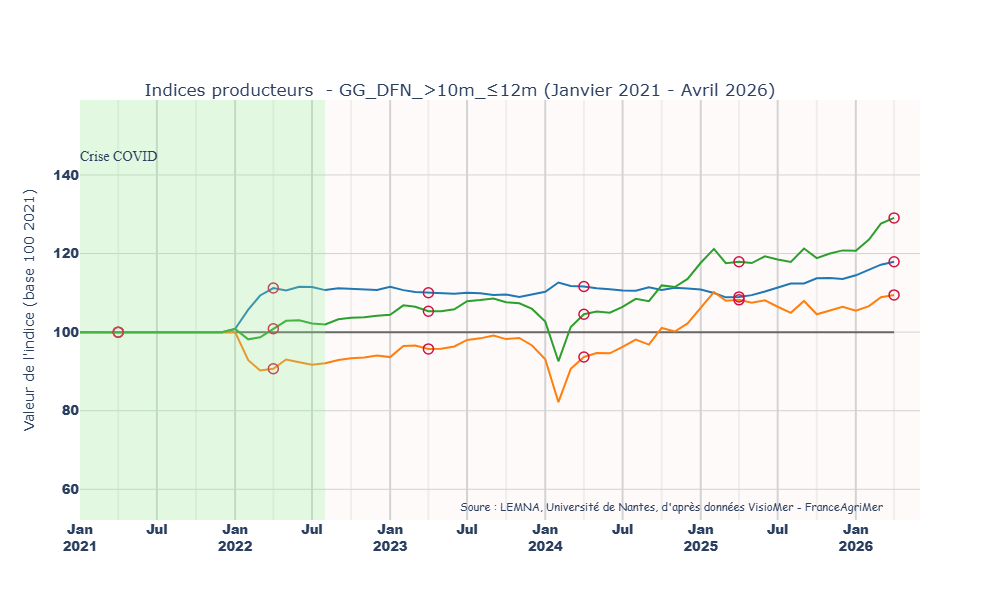 Indices producteurs  - GG_DFN_>10m_≤12m (Janvier 2021 - Avril 2026)
Crise COVID
Valeur de l'indice (base 100 2021)
140
120
100
80
60
Soure : LEMNA, Université de Nantes, d'après données VisioMer - FranceAgriMer
Jan Jul Jan Jul Jan Jul Jan Jul Jan Jul Jan
2021 2022 2023 2024 2025 2026